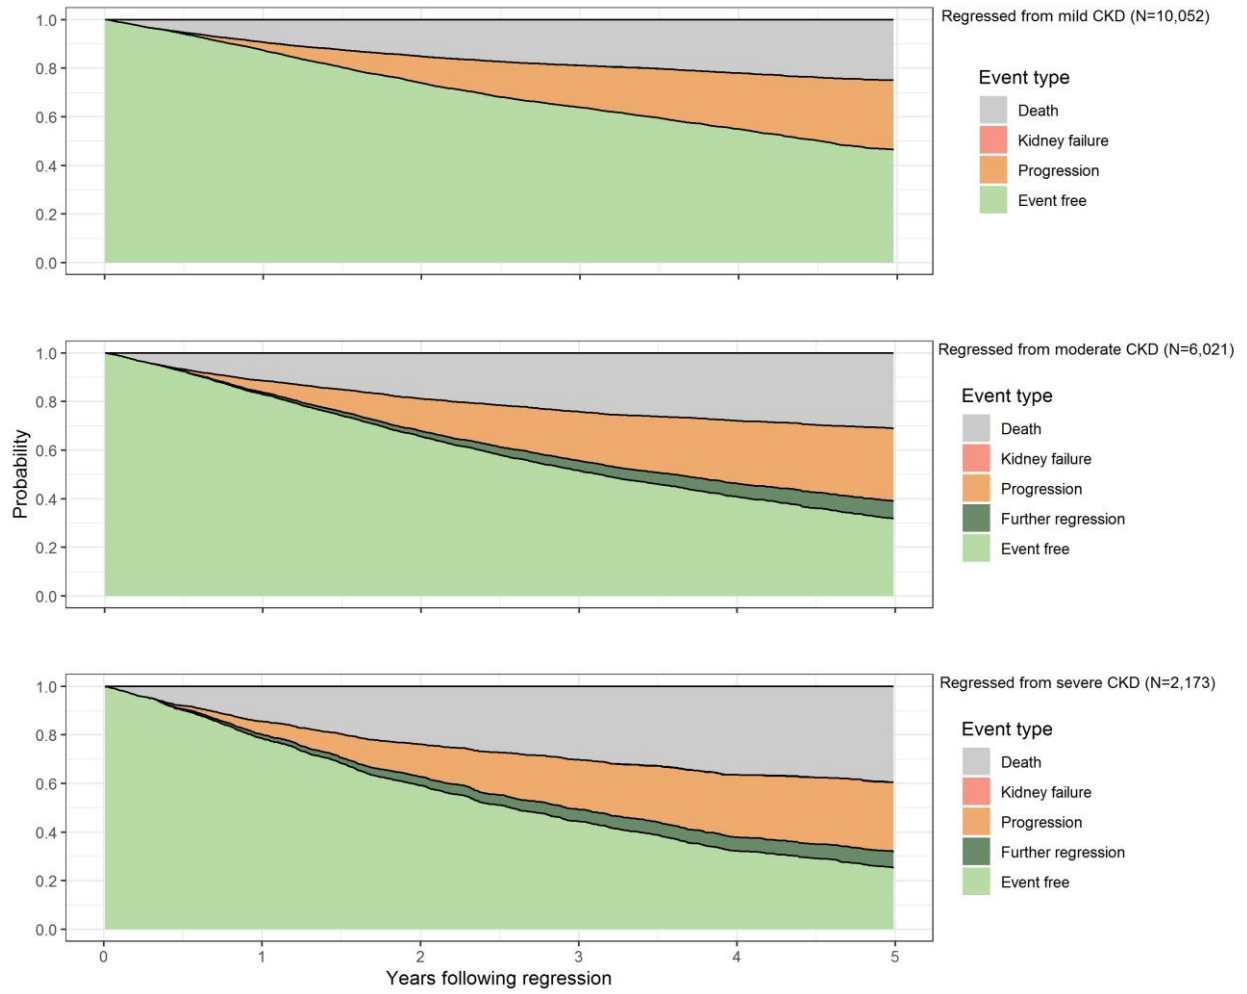 Regressed from mild CKD (N=10,052)
1.0
0.8
0.6
0.4
0.2
0.0
Event type
Death
Kidney failure
Progression
Event free
Regressed from moderate CKD (N=6,021)
Probability
1.0
0.8
0.6
0.4
0.2
0.0
Event type
Death
Kidney failure
Progression
Further regression
Event free
Regressed from severe CKD (N=2,173)
1.0
0.8
0.6
0.4
0.2
0.0
Event type
Death
Kidney failure
Progression
Further regression
Event free
0 1 2 3 4 5
Years following regression